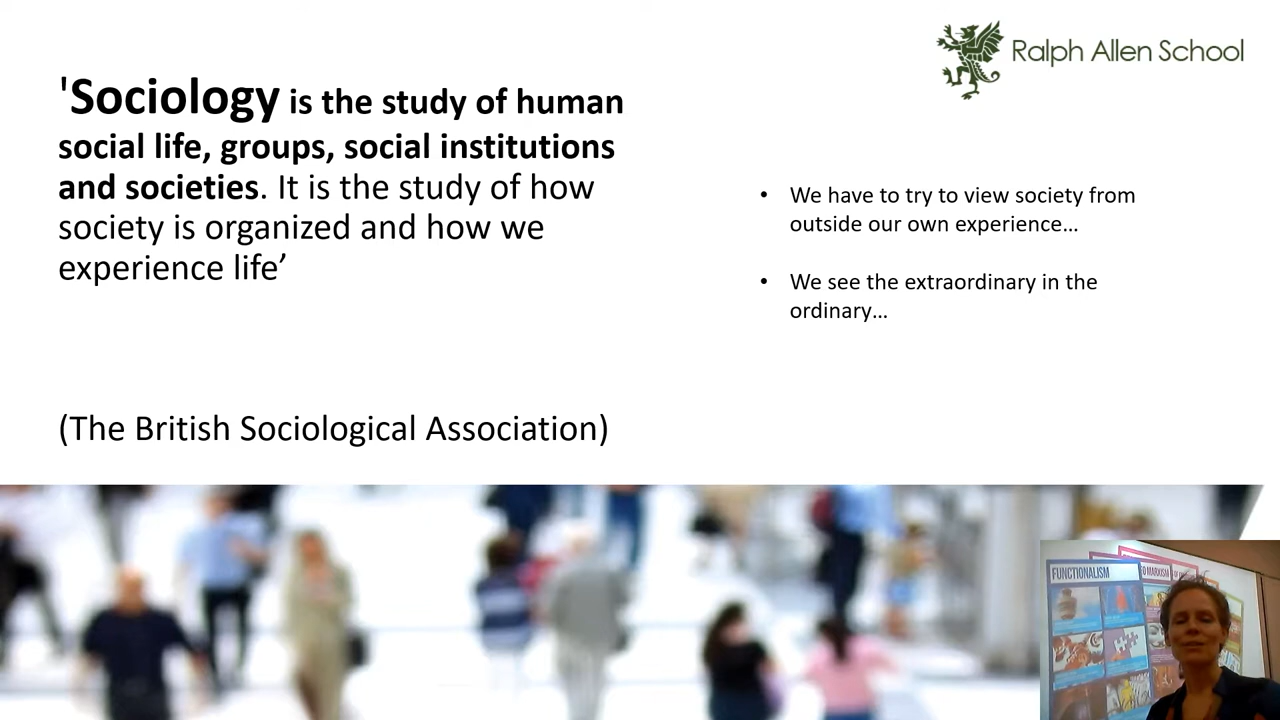 Ralph Allen School
'Sociology is the study of human
social life, groups, social institutions
and societies. It is the study of how
society is organized and how we
experience life’
(The British Sociological Association)
• We have to try to view society from
outside our own experience…
• We see the extraordinary in the
ordinary…
FUNCTIONALISM
MARXISM